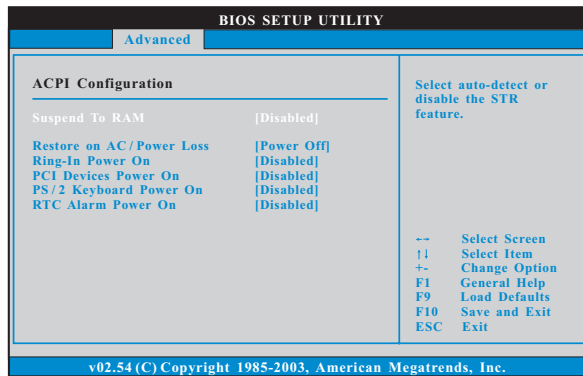 BIOS SETUP UTILITY
Advanced
ACPI Configuration
Suspend To RAM [Disabled]
Restore on AC / Power Loss [Power Off]
Ring-In Power On [Disabled]
PCI Devices Power On [Disabled]
PS / 2 Keyboard Power On [Disabled]
RTC Alarm Power On [Disabled]
Select auto-detect or
disable the STR
feature.
←→ Select Screen
↑↓ Select Item
+- Change Option
F1 General Help
F9 Load Defaults
F10 Save and Exit
ESC Exit
v02.54 (C) Copyright 1985-2003, American Megatrends, Inc.